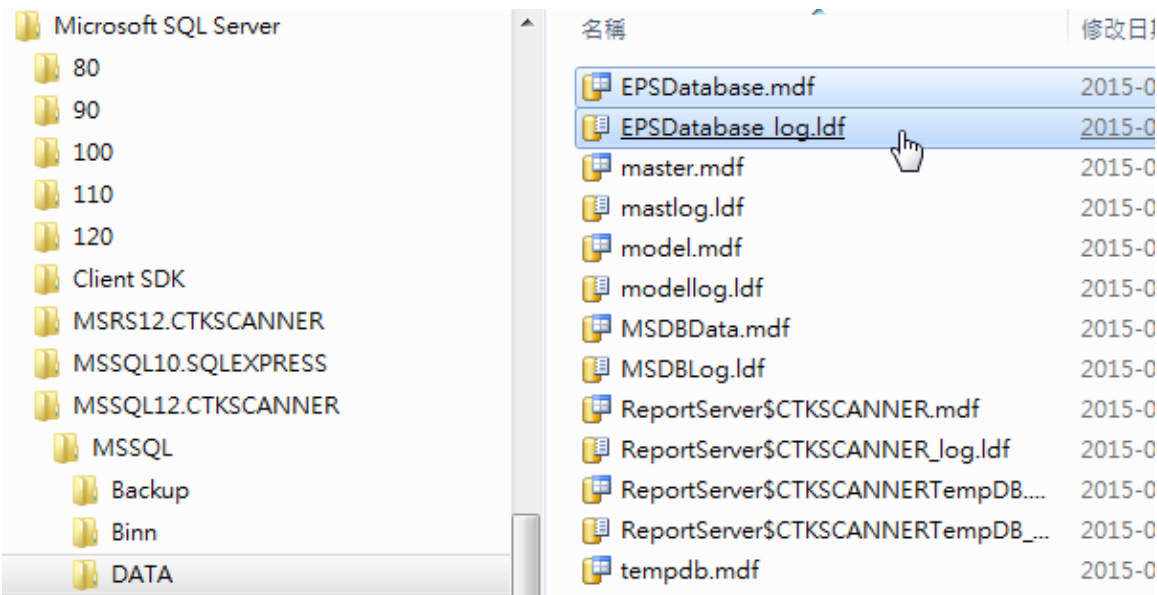 Microsoft SQL Server
80
90
100
110
120
Client SDK
MSRS12.CTKSCANNER
MSSQL10.SQLEXPRESS
MSSQL12.CTKSCANNER
MSSQL
Backup
Binn
DATA
名稱 修改日
EPSDatabase.mdf 2015-0
EPSDatabase_log.ldf 2015-0
master.mdf 2015-0
mastlog.ldf 2015-0
model.mdf 2015-0
modellog.ldf 2015-0
MSDBData.mdf 2015-0
MSDBLog.ldf 2015-0
ReportServer$CTKSCANNER.mdf 2015-0
ReportServer$CTKSCANNER_log.ldf 2015-0
ReportServer$CTKSCANNERTempDB.... 2015-0
ReportServer$CTKSCANNERTempDB_... 2015-0
tempdb.mdf 2015-0